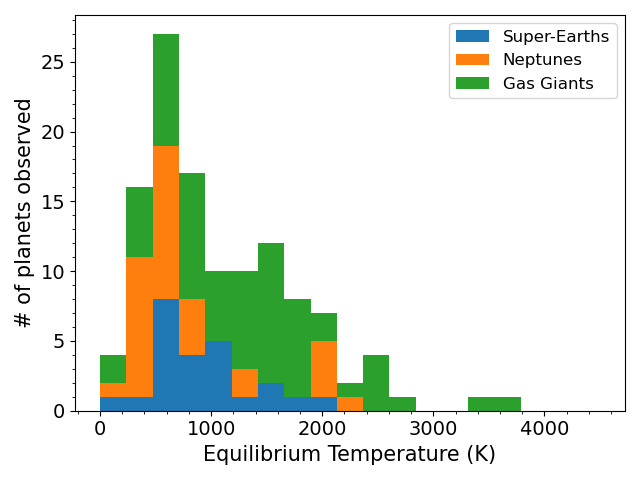 Super-Earths
Neptunes
Gas Giants
25
20
15
10
5
0
# of planets observed
0 1000 2000 3000 4000
Equilibrium Temperature (K)